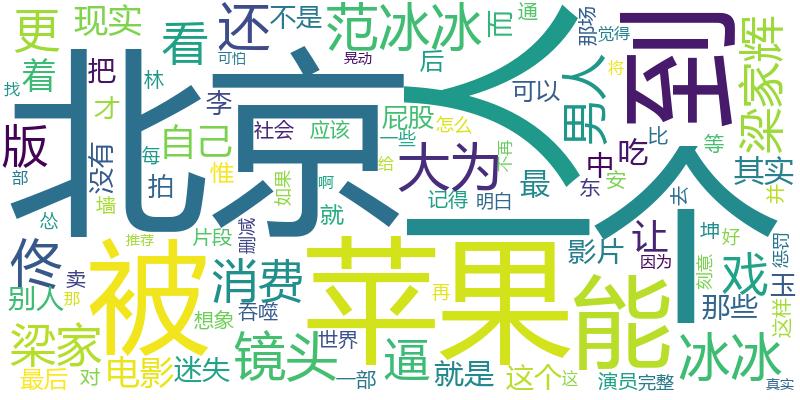 北京
人
一个
到
被
苹果
能
范冰冰
还
更
现实
看
不是
而
通
那场
觉得
可怕
晃动
后
着
把
林
找
才
李
屁股
可以
男人
将
梁家辉
版
没有
每
自己
社会
应该
怎么
一些
比
等
拍
惟
大为
中
吃
其实
部
墙
如果
给
不再
最
东
安
去
井
怂
就
啊
记得
明白
佟
卖
片段
删减
推荐
影片
让
因为
坤
好
惩罚
刻意
戏
玉
别人
那
消费
吞噬
再
那些
这样
梁家
想象
世界
镜头
逼
冰冰
最后
对
电影
迷失
一部
就是
这个
这
演员
完整
真实